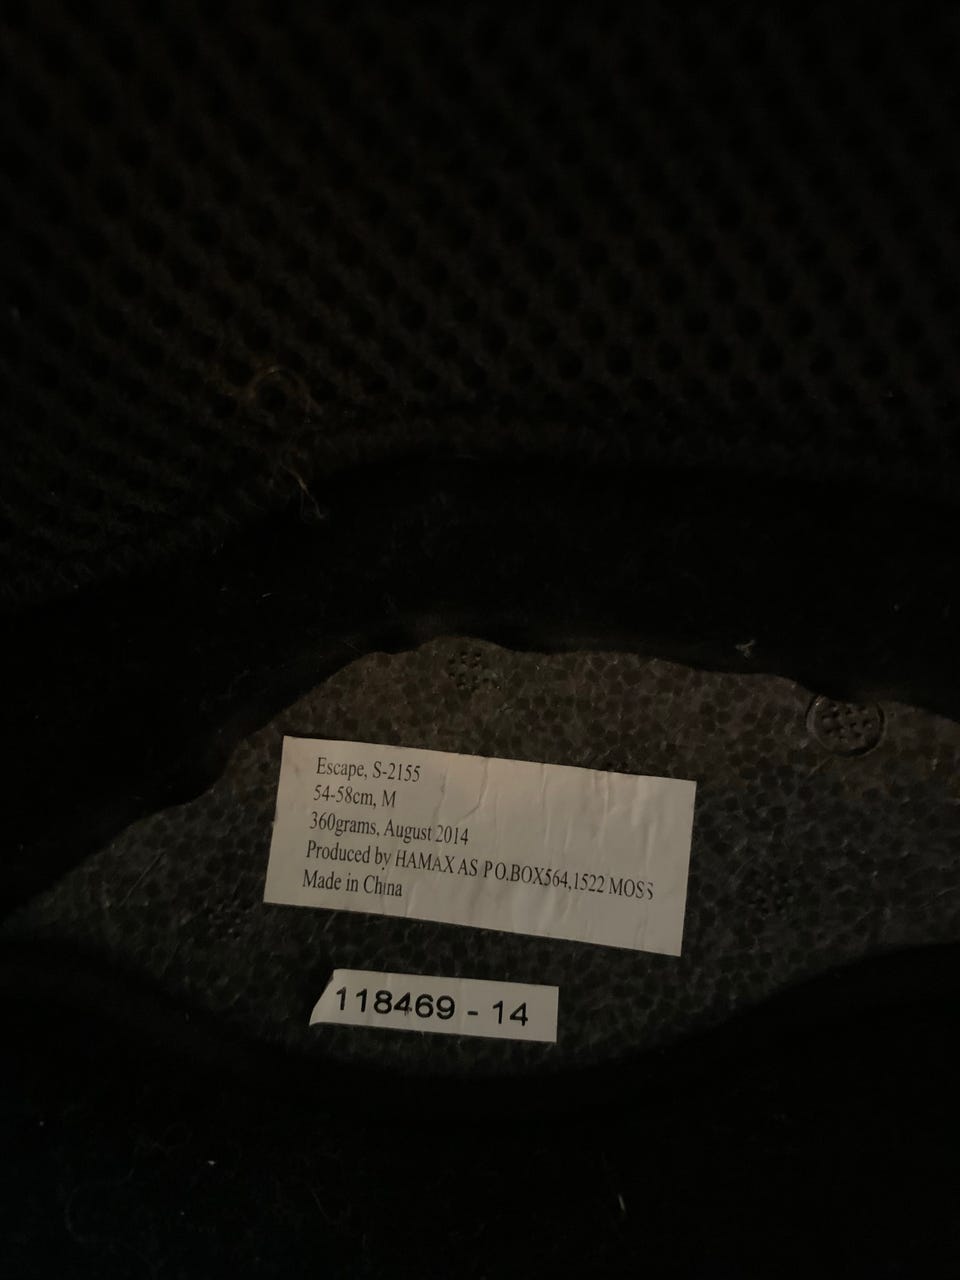 Escape, S-2155
54-58cm, M
360grams, August 2014
Produced by HAMAX AS P O.BOX564,1522 MOSS
Made in China
118469 - 14